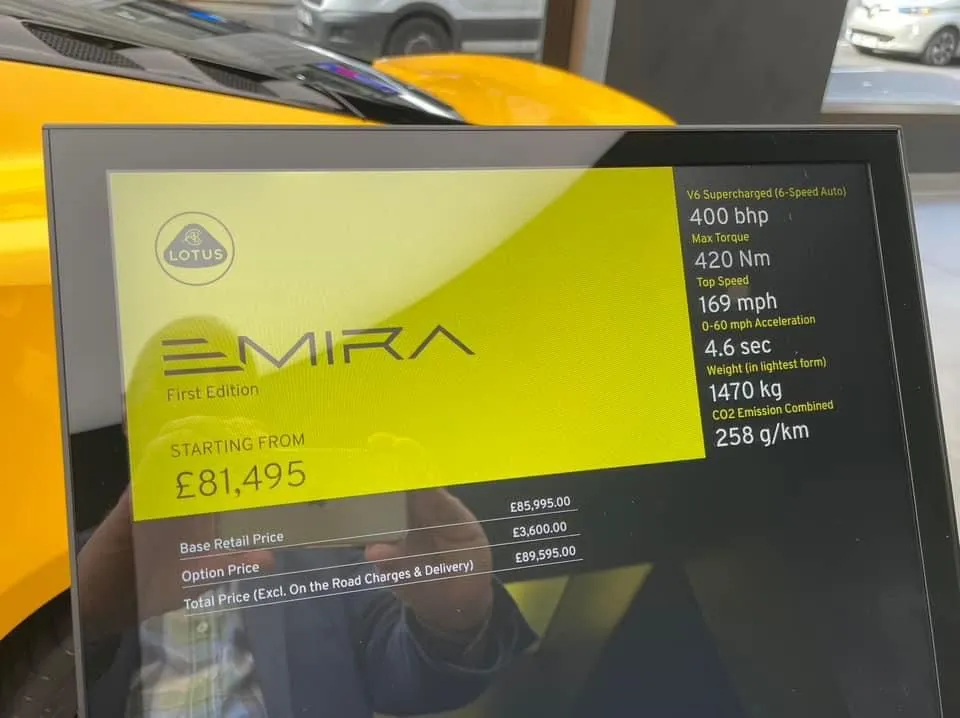 LOTUS
EMIRA
First Edition
STARTING FROM
£81,495
V6 Supercharged (6-Speed Auto)
400 bhp
Max Torque
420 Nm
Top Speed
169 mph
0-60 mph Acceleration
4.6 sec
Weight (in lightest form)
1470 kg
CO2 Emission Combined
258 g/km
Base Retail Price £85,995.00
Option Price £3,600.00
Total Price (Excl. On the Road Charges & Delivery) £89,595.00